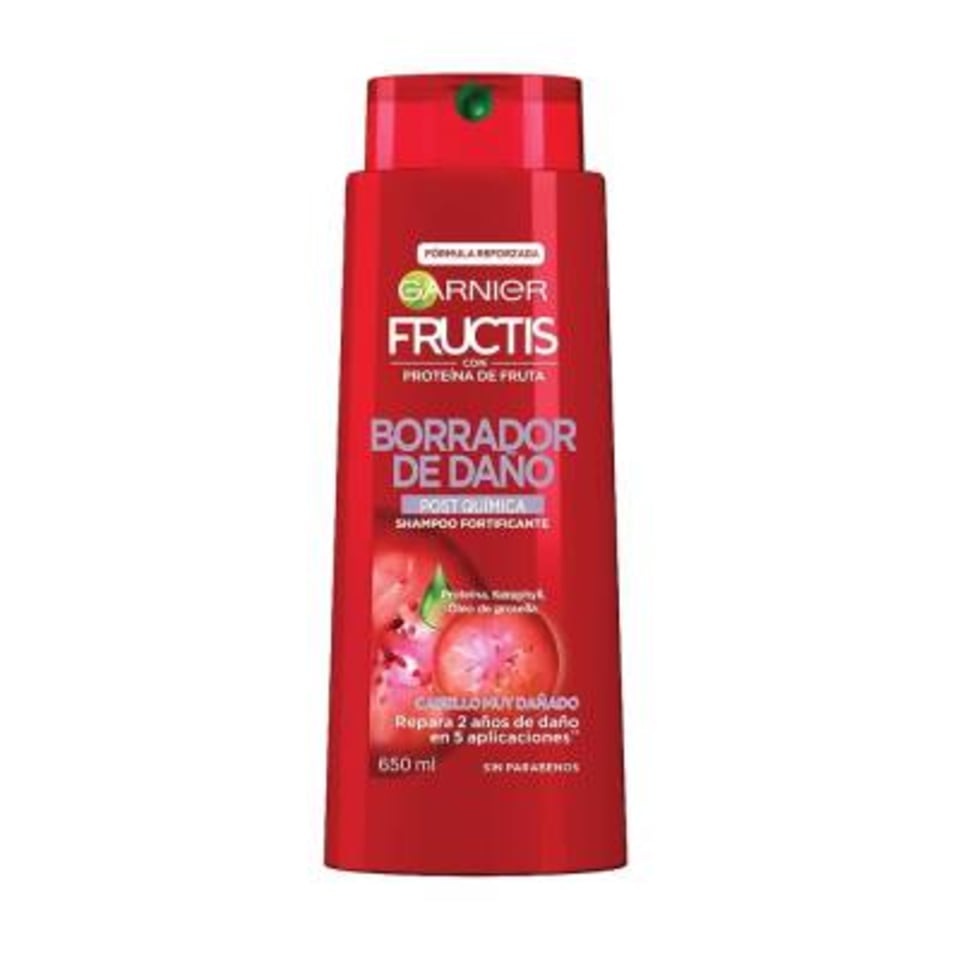 FÓRMULA REFORZADA
GARNIER
FRUCTIS
CON
PROTEÍNA DE FRUTA
BORRADOR
DE DAÑO
POST QUÍMICA
SHAMPOO FORTIFICANTE
Proteína, Keraphyll,
Óleo de grosella
CABELLO MUY DAÑADO
Repara 2 años de daño
en 5 aplicaciones**
650 ml
SIN PARABENOS